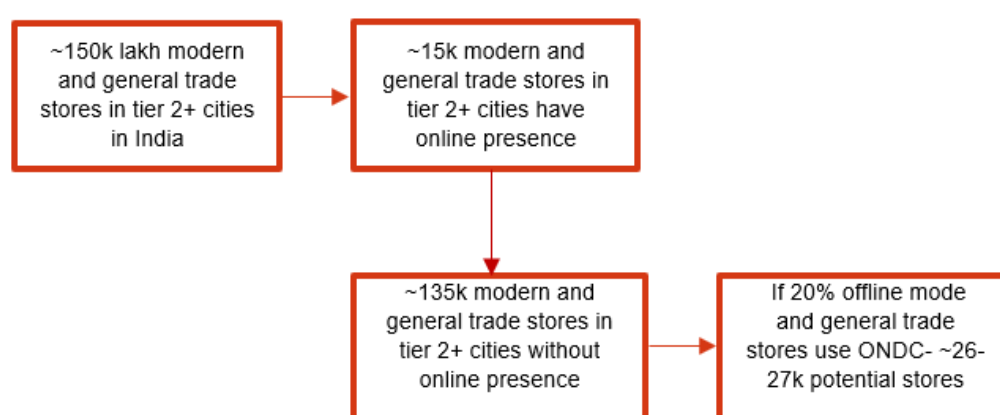 ~150k lakh modern
and general trade
stores in tier 2+ cities
in India
~15k modern and
general trade stores in
tier 2+ cities have
online presence
~135k modern and
general trade stores in
tier 2+ cities without
online presence
If 20% offline mode
and general trade
stores use ONDC- ~26-
27k potential stores